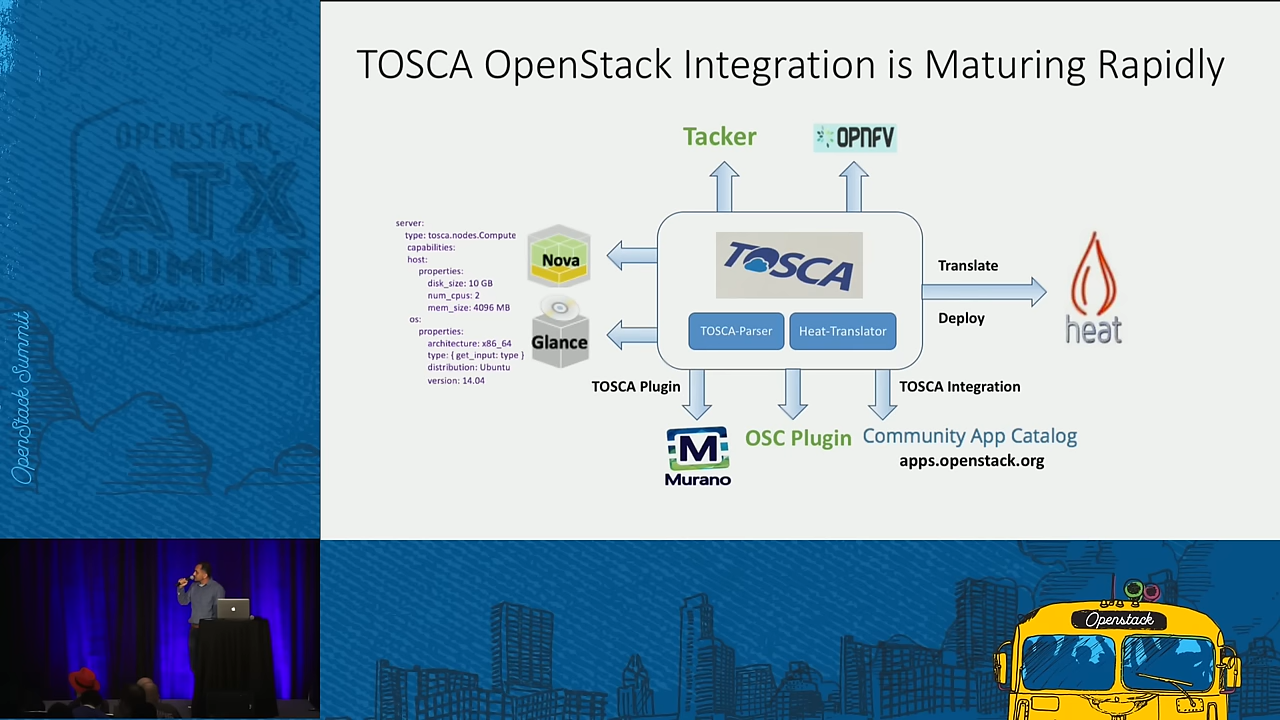 TOSCA OpenStack Integration is Maturing Rapidly
OPENSTACK
ATX
SUMMIT
OpenStack Summit
Tacker
OPNFV
server:
type: tosca.nodes.Compute
capabilities:
host:
properties:
disk_size: 10 GB
num_cpus: 2
mem_size: 4096 MB
os:
properties:
architecture: x86_64
type: { get_input: type }
distribution: Ubuntu
version: 14.04
Nova
Glance
TOSCA
TOSCA-Parser
Heat-Translator
Translate
Deploy
heat
TOSCA Plugin
TOSCA Integration
M
Murano
OSC Plugin
Community App Catalog
apps.openstack.org
Openstack